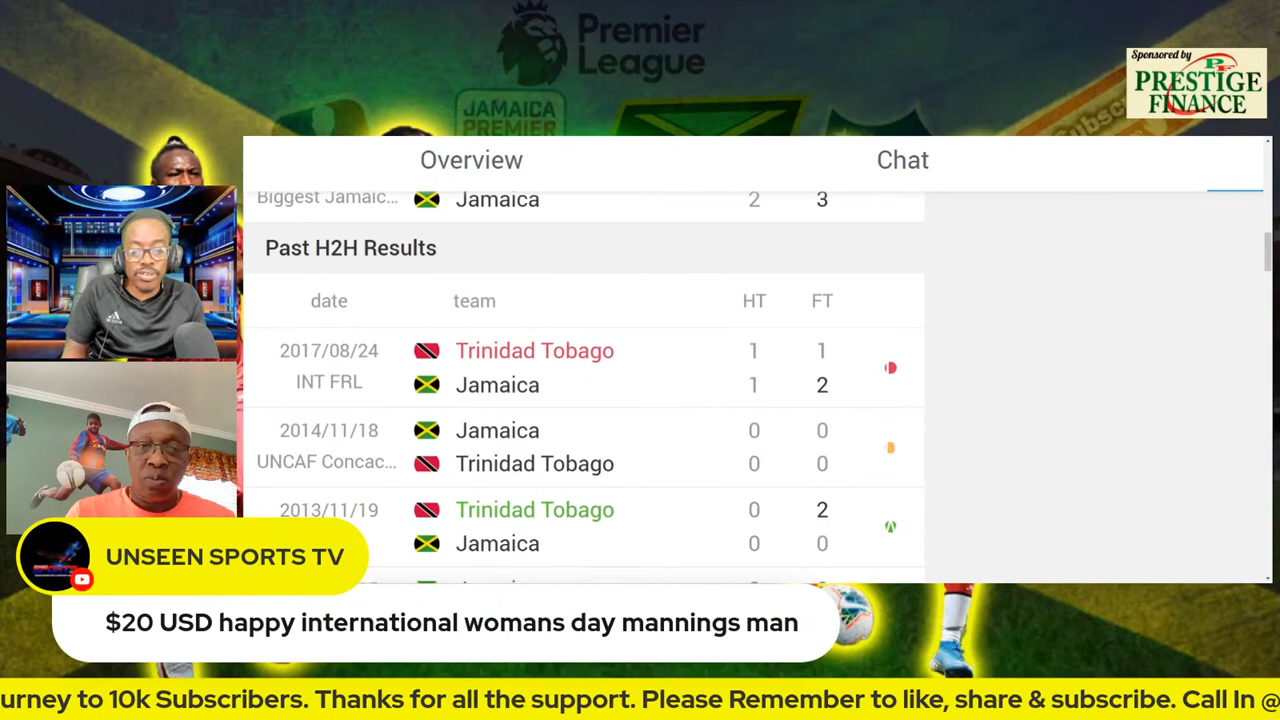 Premier
League
Sponsored by
PF
PRESTIGE
FINANCE
JAMAICA
PREMIER
Subscribe
Overview
Chat
Biggest Jamaic...
Jamaica 2 3
Past H2H Results
date team HT FT
2017/08/24 Trinidad Tobago 1 1
INT FRL Jamaica 1 2
2014/11/18 Jamaica 0 0
UNCAF Concac... Trinidad Tobago 0 0
2013/11/19 Trinidad Tobago 0 2
Jamaica 0 0
UNSEEN SPORTS TV
$20 USD happy international womans day mannings man
urney to 10k Subscribers. Thanks for all the support. Please Remember to like, share & subscribe. Call In @